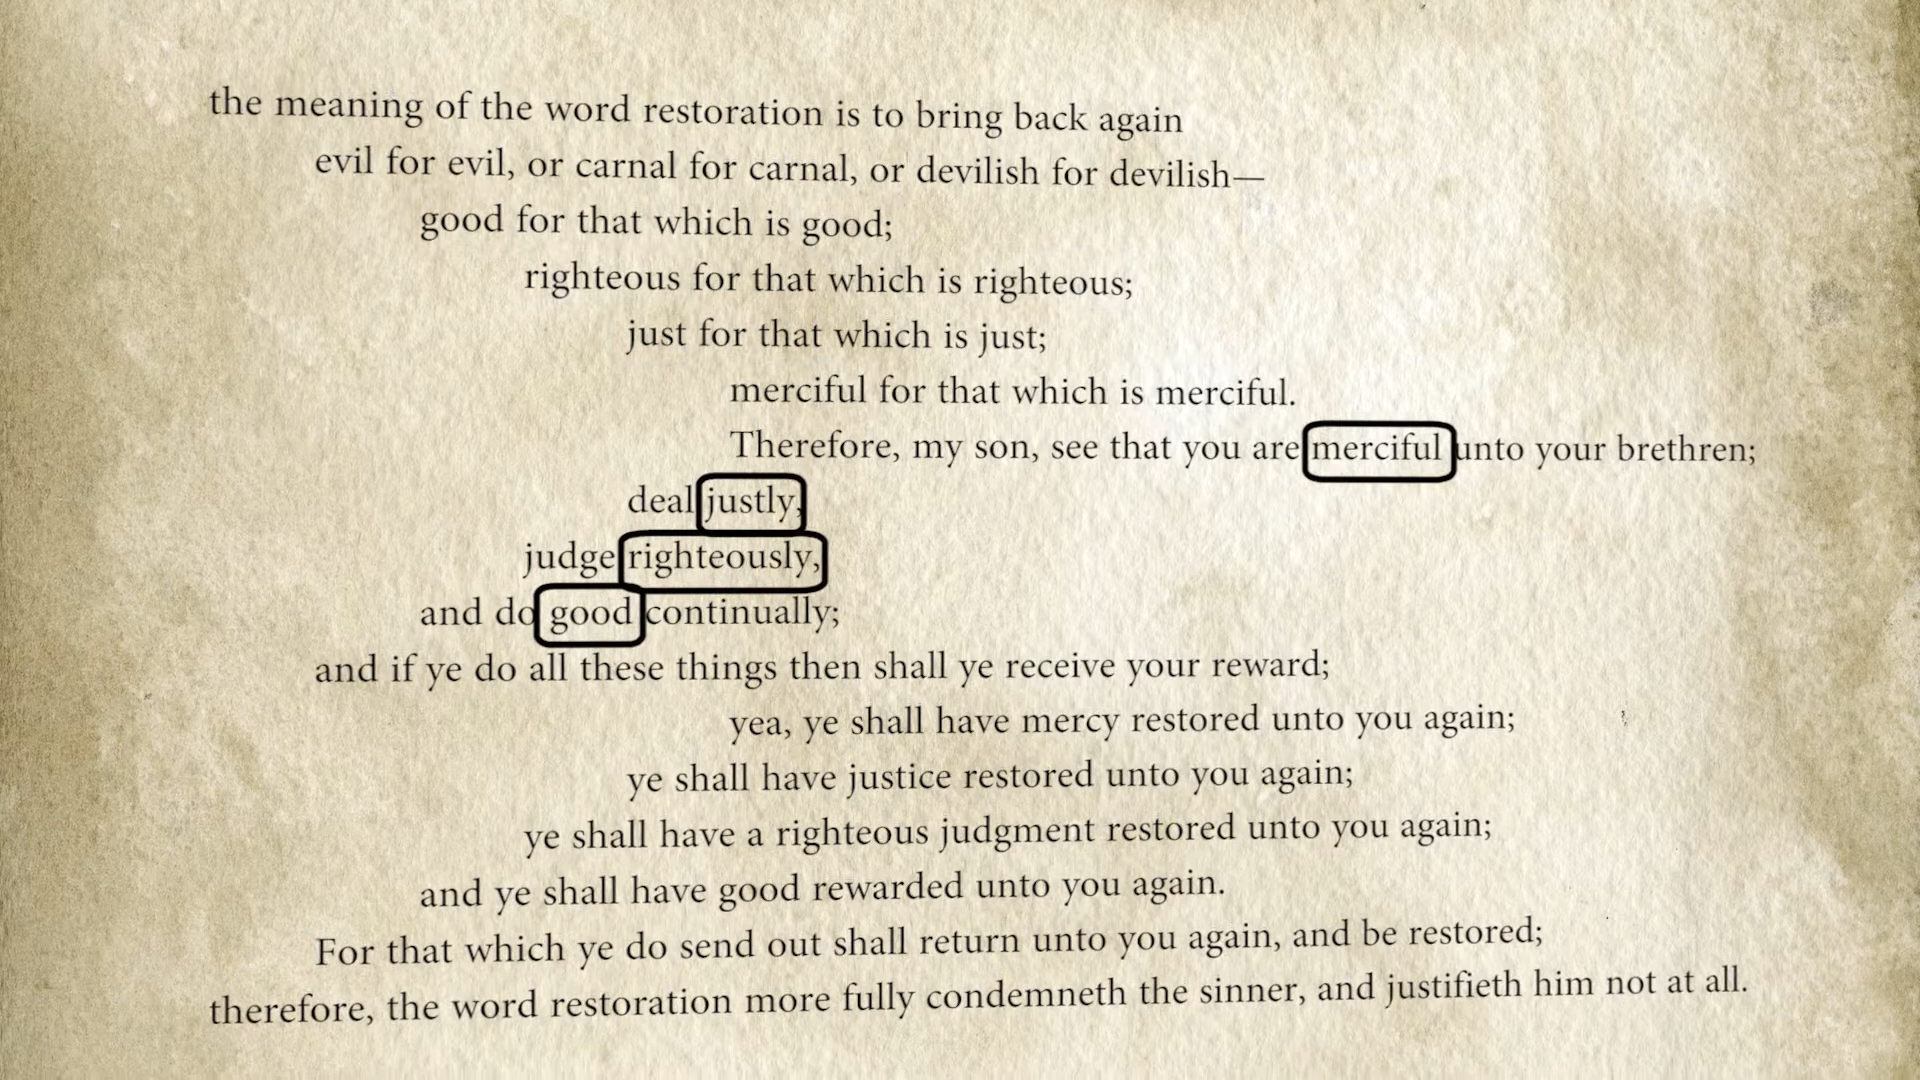 the meaning of the word restoration is to bring back again
evil for evil, or carnal for carnal, or devilish for devilish—
good for that which is good;
righteous for that which is righteous;
just for that which is just;
merciful for that which is merciful.
Therefore, my son, see that you are merciful unto your brethren;
deal justly,
judge righteously,
and do good continually;
and if ye do all these things then shall ye receive your reward;
yea, ye shall have mercy restored unto you again;
ye shall have justice restored unto you again;
ye shall have a righteous judgment restored unto you again;
and ye shall have good rewarded unto you again.
For that which ye do send out shall return unto you again, and be restored;
therefore, the word restoration more fully condemneth the sinner, and justifieth him not at all.